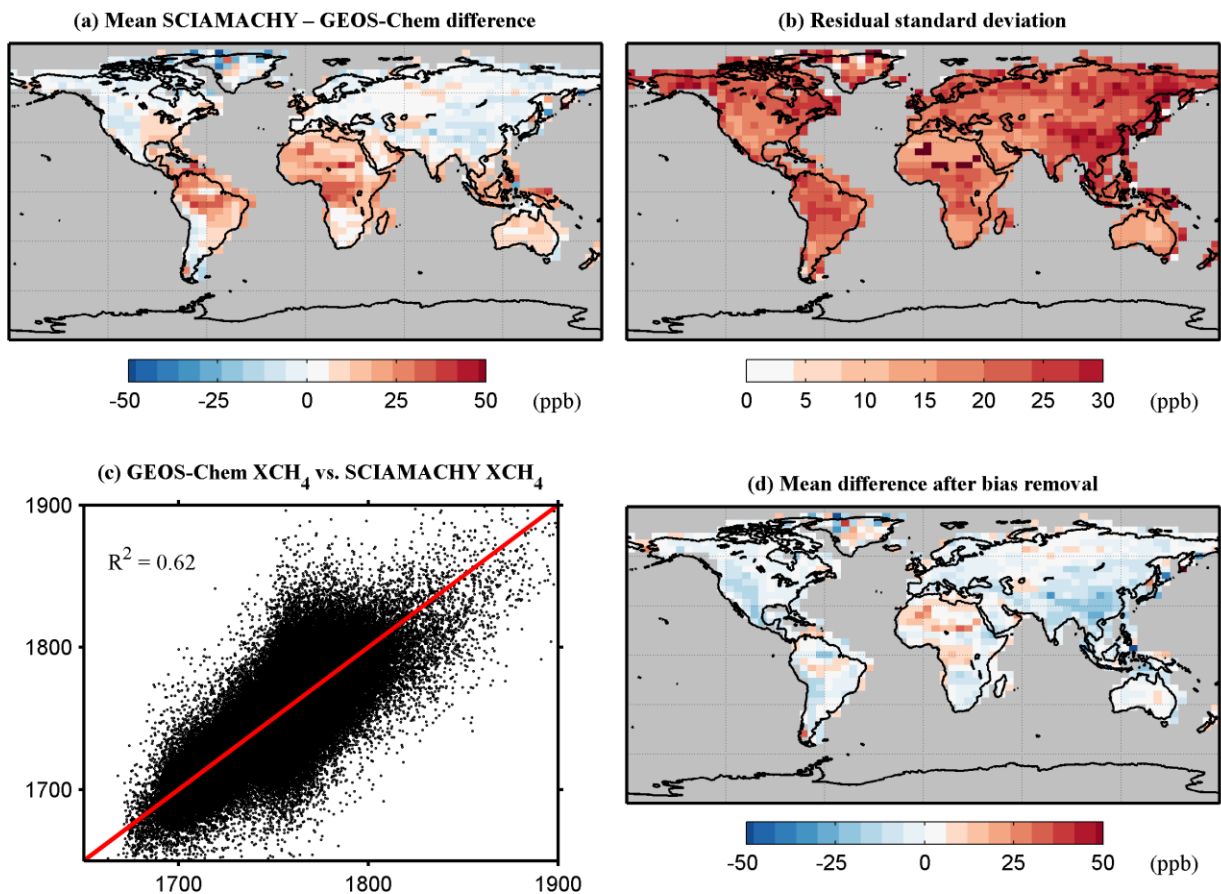 (a) Mean SCIAMACHY – GEOS-Chem difference
(b) Residual standard deviation
-50 -25 0 25 50 (ppb)
0 5 10 15 20 25 30 (ppb)
(c) GEOS-Chem XCH4 vs. SCIAMACHY XCH4
(d) Mean difference after bias removal
1900
R2 = 0.62
1800
1700
1700 1800 1900
-50 -25 0 25 50 (ppb)